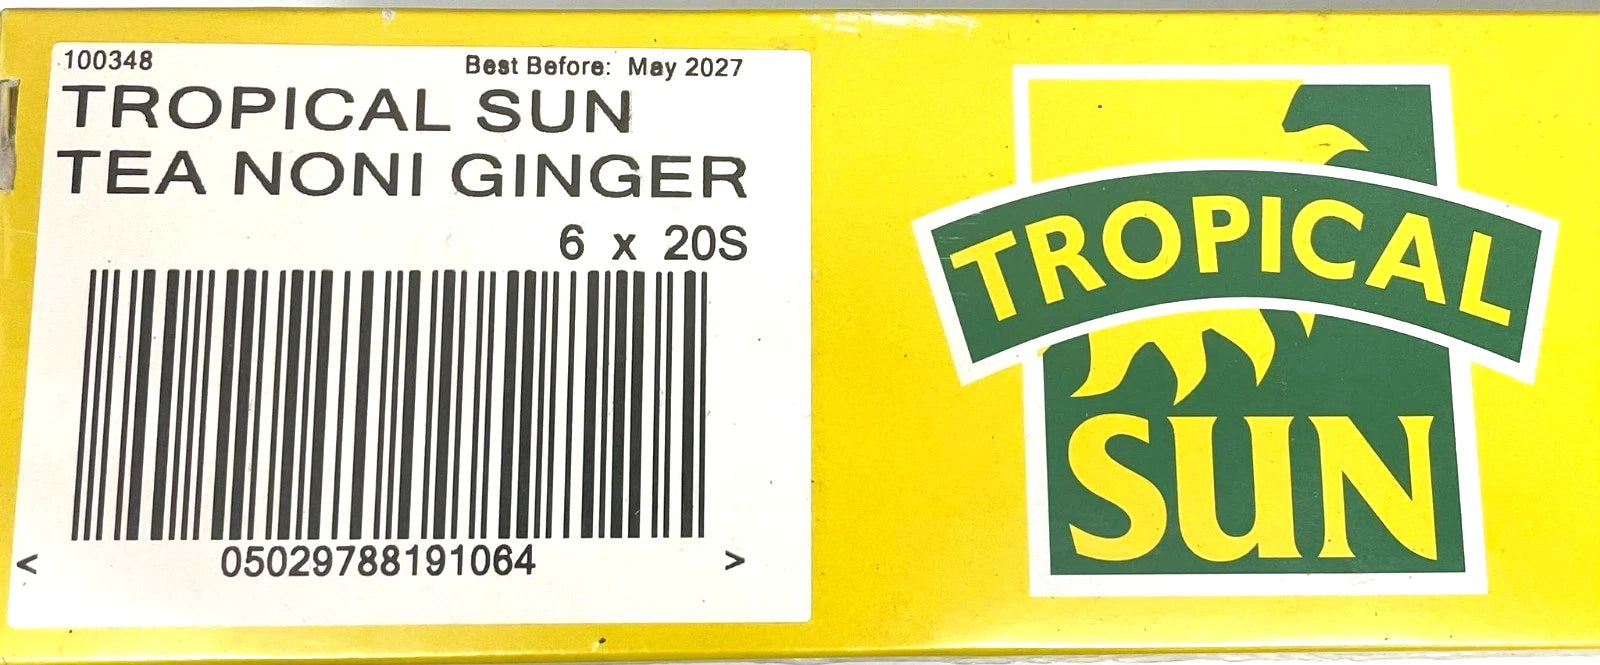 100348
Best Before: May 2027
TROPICAL SUN
TEA NONI GINGER
6 x 20S
< 05029788191064 >
TROPICAL
SUN